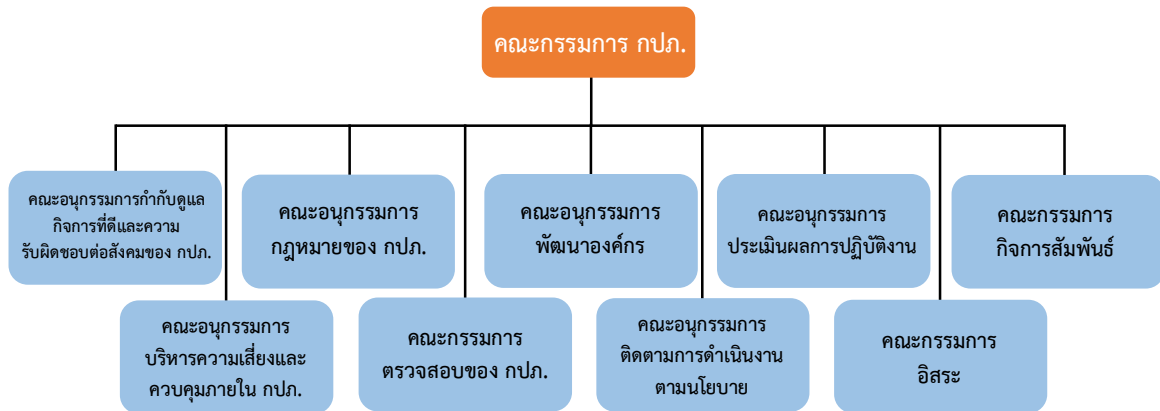 คณะกรรมการ กปภ.
คณะอนุกรรมการกำกับดูแล
กิจการที่ดีและความ
รับผิดชอบต่อสังคมของ กปภ.
คณะอนุกรรมการ
กฎหมายของ กปภ.
คณะอนุกรรมการ
พัฒนาองค์กร
คณะอนุกรรมการ
ประเมินผลการปฏิบัติงาน
คณะกรรมการ
กิจการสัมพันธ์
คณะอนุกรรมการ
บริหารความเสี่ยงและ
ควบคุมภายใน กปภ.
คณะกรรมการ
ตรวจสอบของ กปภ.
คณะอนุกรรมการ
ติดตามการดำเนินงาน
ตามนโยบาย
คณะกรรมการ
อิสระ